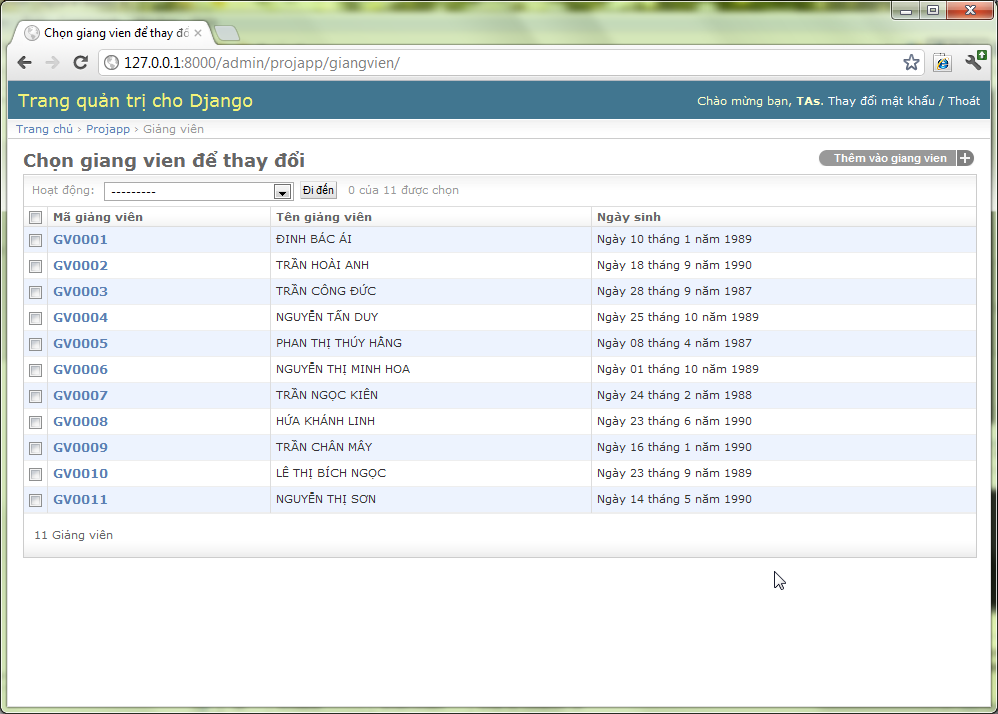 Chọn giang vien để thay đổ
127.0.0.1:8000/admin/projapp/giangvien/
Trang quản trị cho Django
Chào mừng bạn, TAs. Thay đổi mật khẩu / Thoát
Trang chủ › Projapp › Giảng viên
Chọn giang vien để thay đổi
Thêm vào giang vien
Hoạt động: --------- Đi đến 0 của 11 được chọn
Mã giảng viên Tên giảng viên Ngày sinh
GV0001 ĐINH BÁC ÁI Ngày 10 tháng 1 năm 1989
GV0002 TRẦN HOÀI ANH Ngày 18 tháng 9 năm 1990
GV0003 TRẦN CÔNG ĐỨC Ngày 28 tháng 9 năm 1987
GV0004 NGUYỄN TẤN DUY Ngày 25 tháng 10 năm 1989
GV0005 PHAN THỊ THÚY HẰNG Ngày 08 tháng 4 năm 1987
GV0006 NGUYỄN THỊ MINH HOA Ngày 01 tháng 10 năm 1989
GV0007 TRẦN NGỌC KIÊN Ngày 24 tháng 2 năm 1988
GV0008 HỨA KHÁNH LINH Ngày 23 tháng 6 năm 1990
GV0009 TRẦN CHÂN MÂY Ngày 16 tháng 1 năm 1990
GV0010 LÊ THỊ BÍCH NGỌC Ngày 23 tháng 9 năm 1989
GV0011 NGUYỄN THỊ SƠN Ngày 14 tháng 5 năm 1990
11 Giảng viên